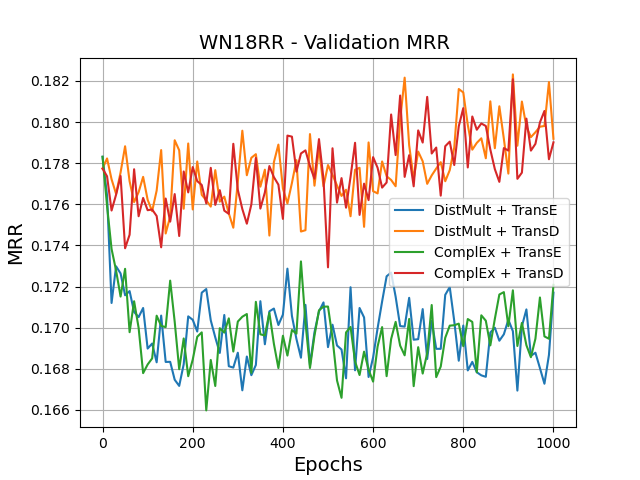 WN18RR - Validation MRR
MRR
0.182
0.180
0.178
0.176
0.174
0.172
0.170
0.168
0.166
DistMult + TransE
DistMult + TransD
ComplEx + TransE
ComplEx + TransD
0
200
400
600
800
1000
Epochs